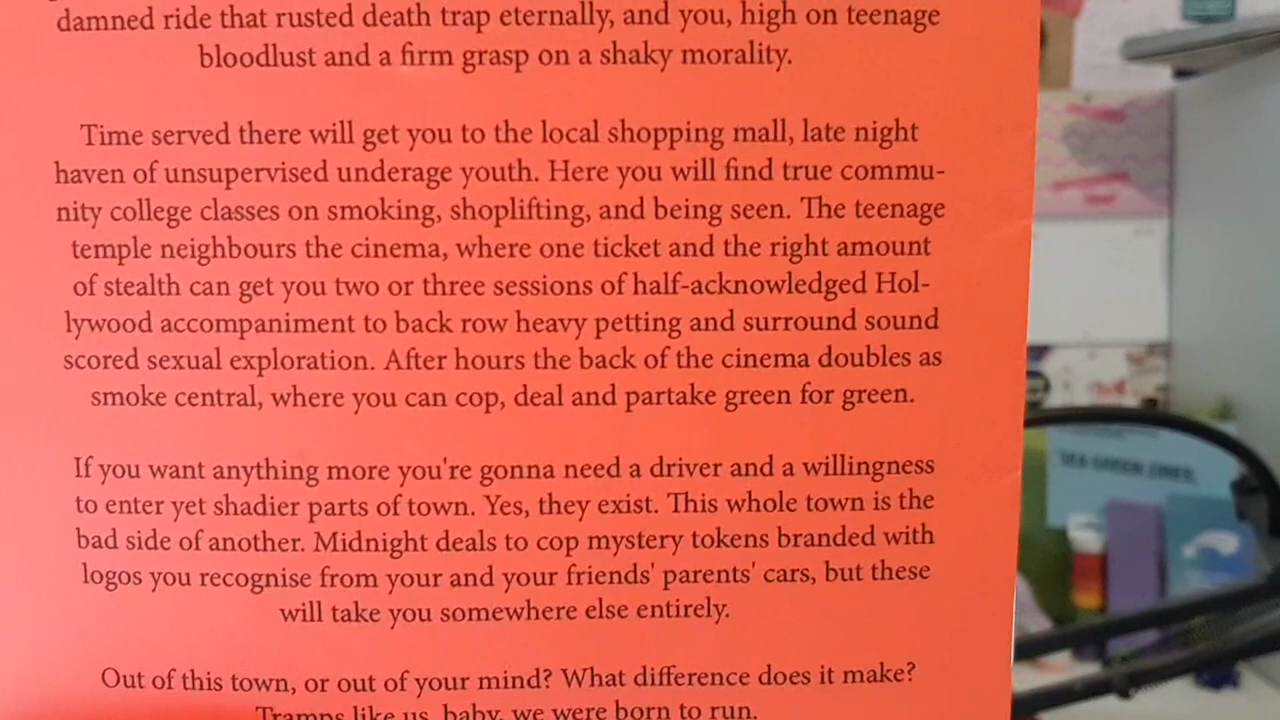 damned ride that rusted death trap eternally, and you, high on teenage
bloodlust and a firm grasp on a shaky morality.
Time served there will get you to the local shopping mall, late night
haven of unsupervised underage youth. Here you will find true commu-
nity college classes on smoking, shoplifting, and being seen. The teenage
temple neighbours the cinema, where one ticket and the right amount
of stealth can get you two or three sessions of half-acknowledged Hol-
lywood accompaniment to back row heavy petting and surround sound
scored sexual exploration. After hours the back of the cinema doubles as
smoke central, where you can cop, deal and partake green for green.
If you want anything more you're gonna need a driver and a willingness
to enter yet shadier parts of town. Yes, they exist. This whole town is the
bad side of another. Midnight deals to cop mystery tokens branded with
logos you recognise from your and your friends' parents' cars, but these
will take you somewhere else entirely.
Out of this town, or out of your mind? What difference does it make?
Tramps like us, baby, we were born to run.